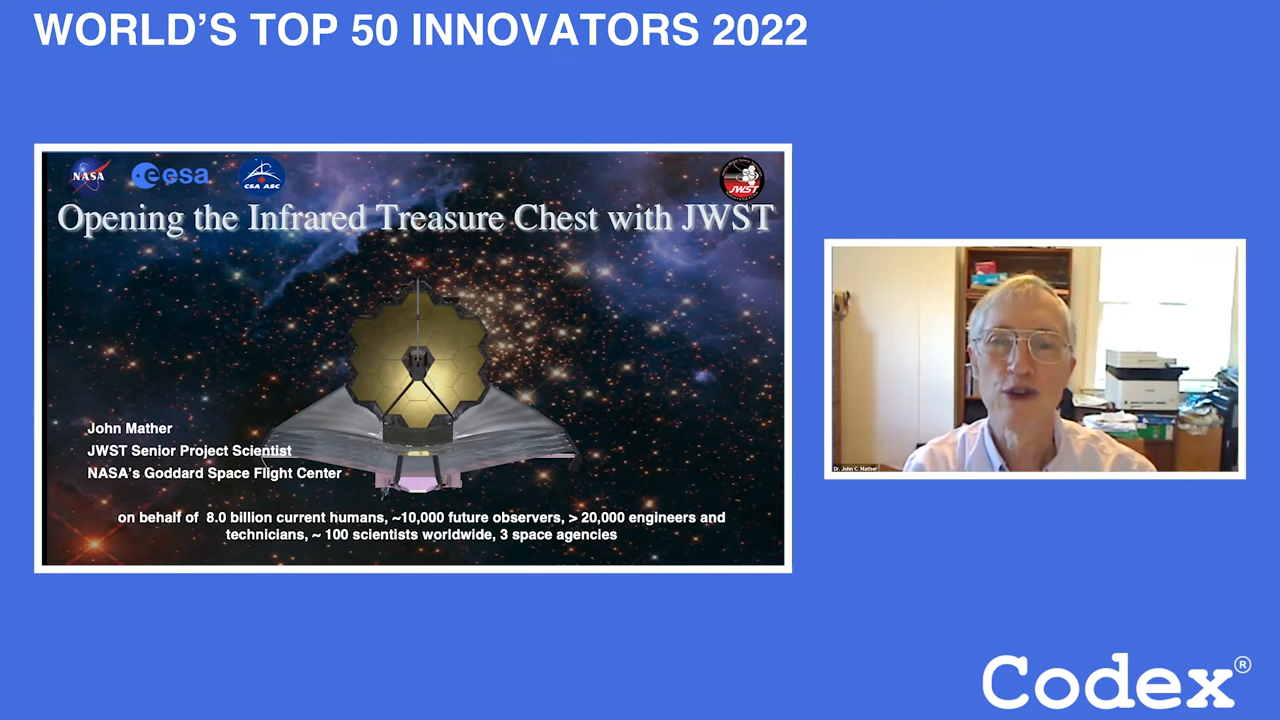 WORLD'S TOP 50 INNOVATORS 2022
NASA
esa
CSA ASC
JWST
Opening the Infrared Treasure Chest with JWST
John Mather
JWST Senior Project Scientist
NASA's Goddard Space Flight Center
on behalf of 8.0 billion current humans, ~10,000 future observers, > 20,000 engineers and
technicians, ~ 100 scientists worldwide, 3 space agencies
Dr. John C. Mather
Codex®